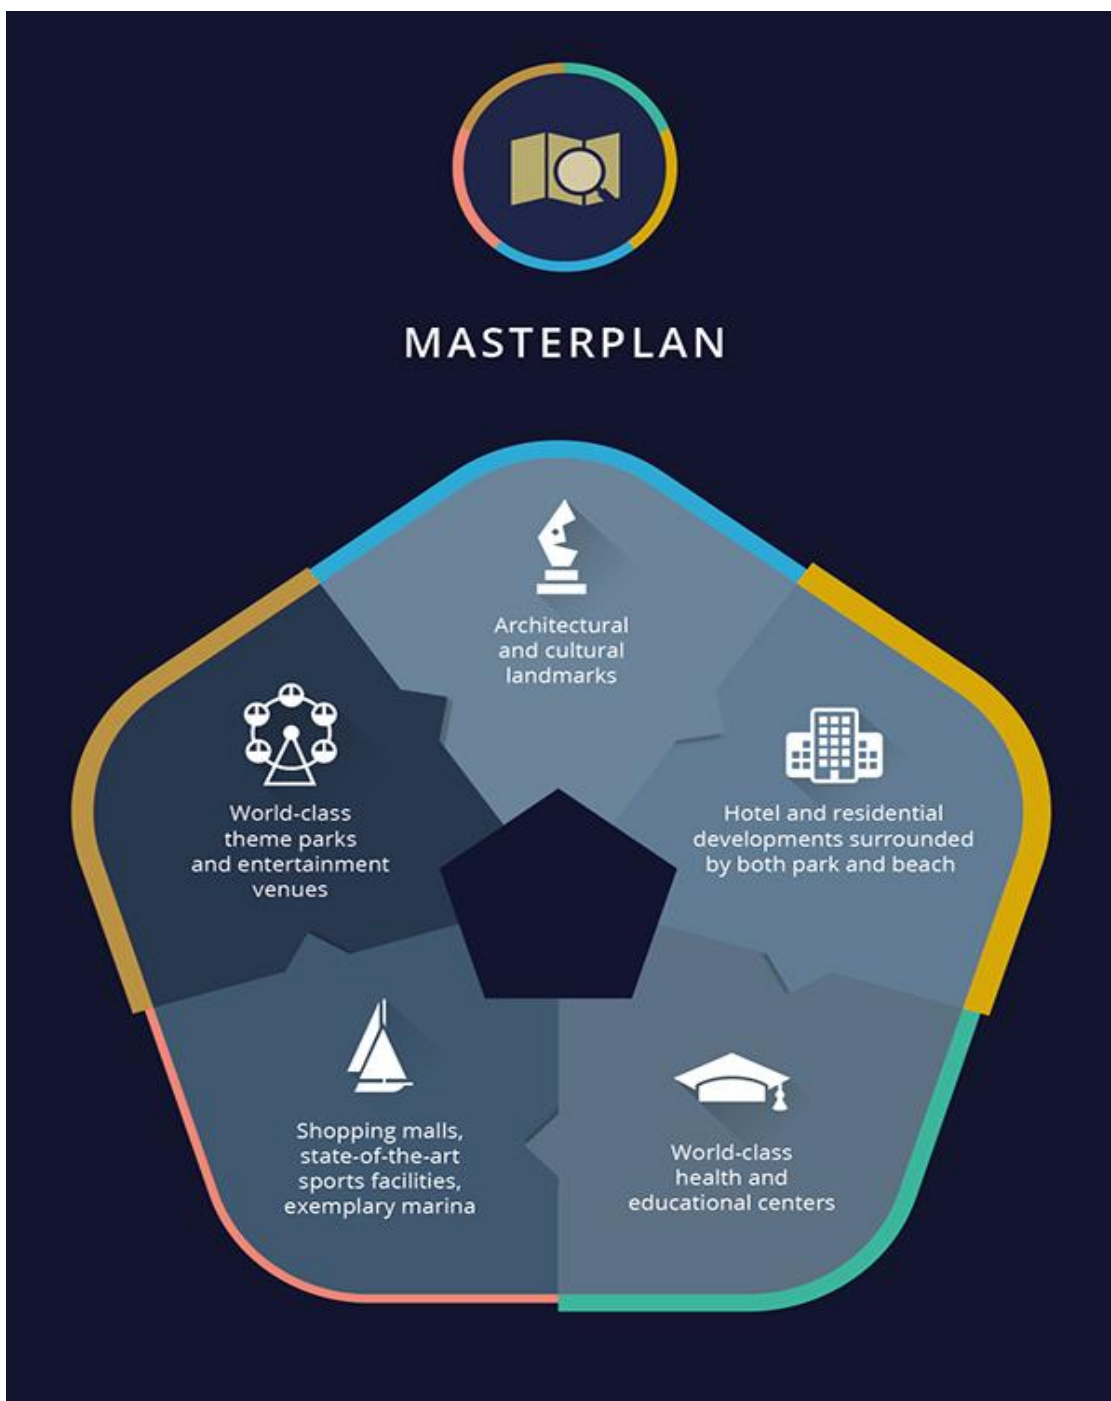 MASTERPLAN
Architectural
and cultural
landmarks
World-class
theme parks
and entertainment
venues
Hotel and residential
developments surrounded
by both park and beach
Shopping malls,
state-of-the-art
sports facilities,
exemplary marina
World-class
health and
educational centers